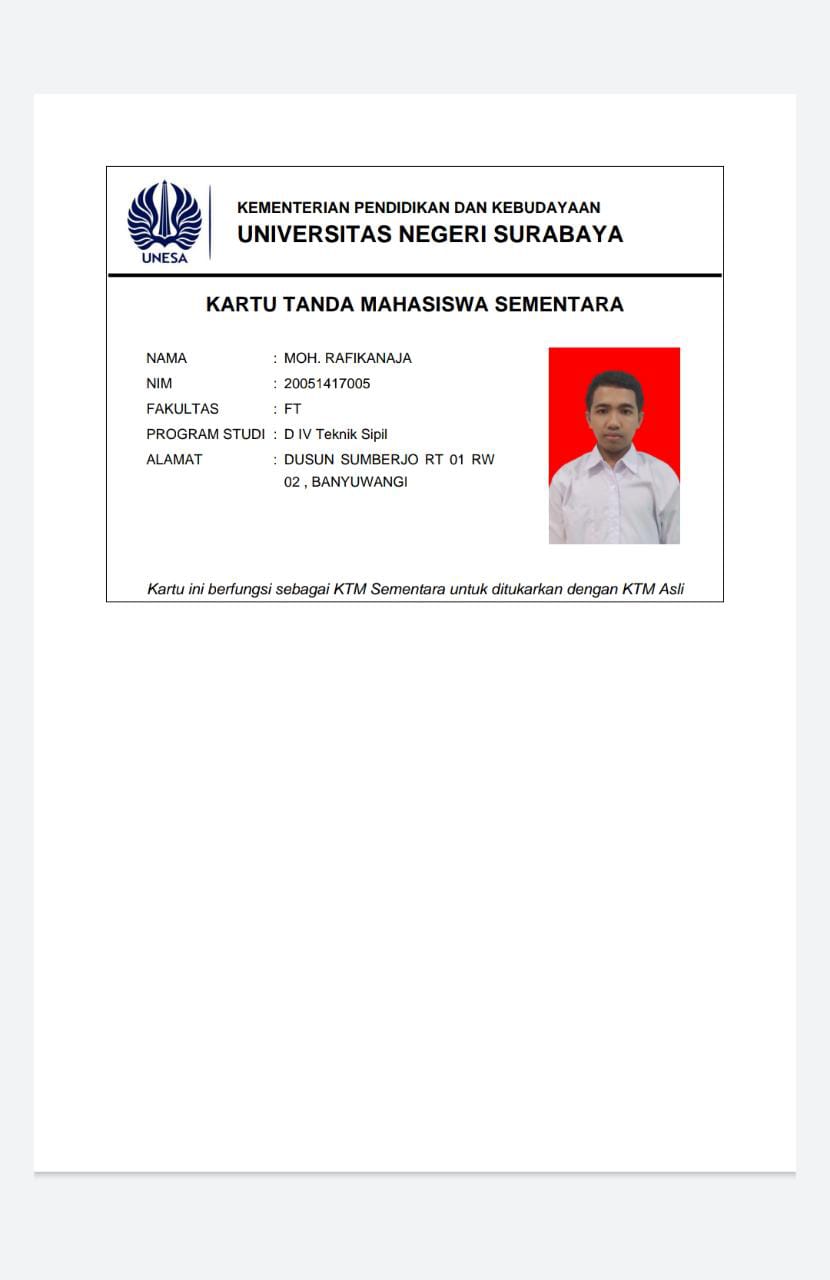 UNESA
KEMENTERIAN PENDIDIKAN DAN KEBUDAYAAN
UNIVERSITAS NEGERI SURABAYA
KARTU TANDA MAHASISWA SEMENTARA
NAMA : MOH. RAFIKANAJA
NIM : 20051417005
FAKULTAS : FT
PROGRAM STUDI : D IV Teknik Sipil
ALAMAT : DUSUN SUMBERJO RT 01 RW
02 , BANYUWANGI
Kartu ini berfungsi sebagai KTM Sementara untuk ditukarkan dengan KTM Asli